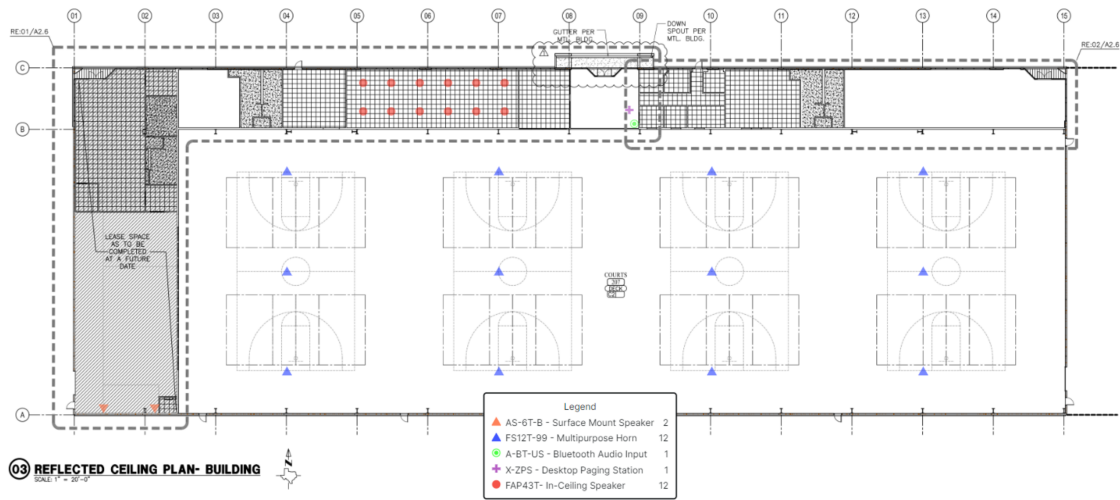 01 02 03 04 05 06 07 08 09 10 11 12 13 14 15
RE:01/A2.6
GUTTER PER
MTL. BLDG.
DOWN
SPOUT PER
MTL. BLDG.
RE:02/A2.6
C
B
LEASE SPACE
AS TO BE
COMPLETED
AT A FUTURE
DATE
COURTS
DECK
A
Legend
AS-6T-B - Surface Mount Speaker 2
FS12T-99 - Multipurpose Horn 12
A-BT-US - Bluetooth Audio Input 1
X-ZPS - Desktop Paging Station 1
FAP43T- In-Ceiling Speaker 12
03 REFLECTED CEILING PLAN- BUILDING
SCALE: 1" = 20'-0"
N